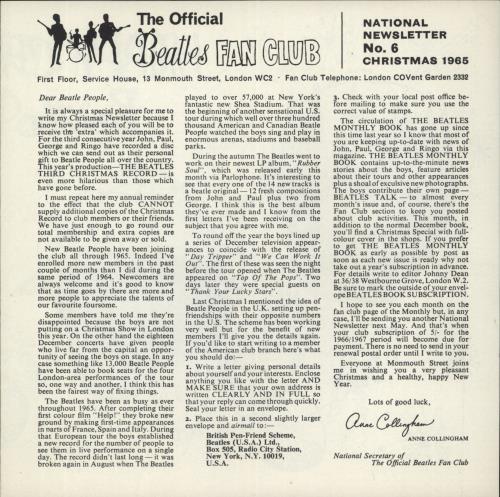 The Official
Beatles FAN CLUB
NATIONAL
NEWSLETTER
No. 6
CHRISTMAS 1965
First Floor, Service House, 13 Monmouth Street, London WC2 · Fan Club Telephone: London COVent Garden 2332
Dear Beatle People,
It is always a special pleasure for me to
write my Christmas Newsletter because I
know how pleased each of you will be to
receive the 'extra' which accompanies it.
For the third consecutive year John, Paul,
George and Ringo have recorded a disc
which we can send out as their personal
gift to Beatle People all over the country.
This year's production—THE BEATLES
THIRD CHRISTMAS RECORD—is
even more hilarious than those which
have gone before.
I must repeat here my annual reminder
to the effect that the club CANNOT
supply additional copies of the Christmas
Record to club members or their friends.
We have just enough to go round our
total membership and extra copies are
not available to be given away or sold.
New Beatle People have been joining
the club all through 1965. Indeed I've
enrolled more new members in the past
couple of months than I did during the
same period of 1964. Newcomers are
always welcome and it's good to know
that as time goes by there are more and
more people to appreciate the talents of
our favourite foursome.
Some members have told me they're
disappointed because the boys are not
putting on a Christmas Show in London
this year. On the other hand the eighteen
December concerts have given people
who live far from the capital an oppor-
tunity of seeing the boys on stage. In any
case something like 13,000 Beatle People
have been able to book seats for the four
London-area performances of the tour
so, one way and another, I think this has
been the fairest way of fixing things.
The Beatles have been as busy as ever
throughout 1965. After completing their
first colour film "Help!" they broke new
ground by making first-time appearances
in parts of France, Spain and Italy. During
that European tour the boys established
a new record for the number of people to
see them in live performance on a single
day. The record didn't last long — it was
broken again in August when The Beatles
played to over 57,000 at New York's
fantastic new Shea Stadium. That was
the beginning of another sensational U.S.
tour during which well over three hundred
thousand American and Canadian Beatle
People watched the boys sing and play in
enormous arenas, stadiums and baseball
parks.
During the autumn The Beatles went to
work on their newest LP album, "Rubber
Soul", which was released early this
month via Parlophone. It's interesting to
see that every one of the 14 new tracks is
a beatle original — 12 fresh compositions
from John and Paul plus two from
George. I think this is the best album
they've ever made and I know from the
first letters I've been receiving on the
subject that you agree with me.
To round off the year the boys lined up
a series of December television appear-
ances to coincide with the release of
"Day Tripper" and "We Can Work It
Out". The first of these was seen the night
before the tour opened when The Beatles
appeared on "Top Of The Pops". Two
days later they were special guests on
"Thank Your Lucky Stars".
Last Christmas I mentioned the idea of
Beatle People in the U.K. setting up pen-
friendships with their opposite numbers
in the U.S. The scheme has been working
very well but for the benefit of new
members I'll give you the details again.
If you'd like to start writing to a member
of the American club branch here's what
you should do:—
1. Write a letter giving personal details
about yourself and your interests. Enclose
anything you like with the letter AND
MAKE SURE that your own address is
written CLEARLY AND IN FULL so
that your reply can come through quickly.
Seal your letter in an envelope.
2. Place this in a second slightly larger
envelope and airmail to:—
British Pen-Friend Scheme,
Beatles (U.S.A.) Ltd.,
Box 505, Radio City Station,
New York, N.Y. 10019,
U.S.A.
3. Check with your local post office be-
fore mailing to make sure you use the
correct value of stamps.
The circulation of THE BEATLES
MONTHLY BOOK has gone up since
this time last year so I know that most of
you are keeping up-to-date with news of
John, Paul, George and Ringo via this
magazine. THE BEATLES MONTHLY
BOOK contains up-to-the-minute news
stories about the boys, feature articles
about their tours and other appearances
plus a shoal of exculsive new photographs.
The boys contribute their own page —
BEATLES TALK — to almost every
month's issue and, of course, there's the
Fan Club section to keep you posted
about club activities. This month, in
addition to the normal December book,
you'll find a Christmas Special with full-
colour cover in the shops. If you prefer
to get THE BEATLES MONTHLY
BOOK as early as possible by post as
soon as each new issue is ready why not
take out a year's subscription in advance.
For details write to editor Johnny Dean
at 36/38 Westbourne Grove, London W.2.
Be sure to mark the outside of your envel-
ope BEATLES BOOK SUBSCRIPTION.
I hope to see you each month on the
fan club page of the Monthly but, in any
case, I'll be sending you another National
Newsletter next May. And that's when
your club subscription of 5/- for the
1966/1967 period will become due for
payment. There is no need to send in your
renewal postal order until I write to you.
Everyone at Monmouth Street joins
me in wishing you a very pleasant
Christmas and a healthy, happy New
Year.
Lots of good luck,
Anne Collingham
ANNE COLLINGHAM
National Secretary of
The Official Beatles Fan Club